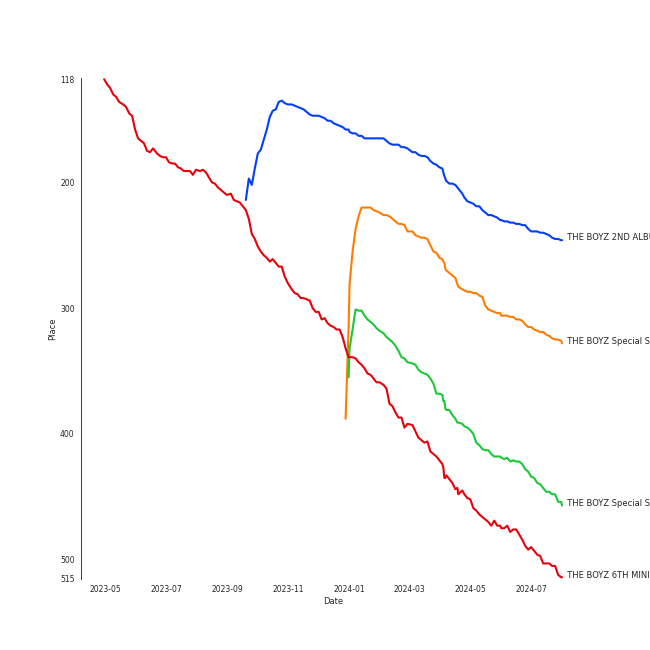 118
200
300
400
500
515
Place
2023-05
2023-07
2023-09
2023-11
2024-01
2024-03
2024-05
2024-07
Date
THE BOYZ 2ND ALBU
THE BOYZ Special S
THE BOYZ Special S
THE BOYZ 6TH MINI